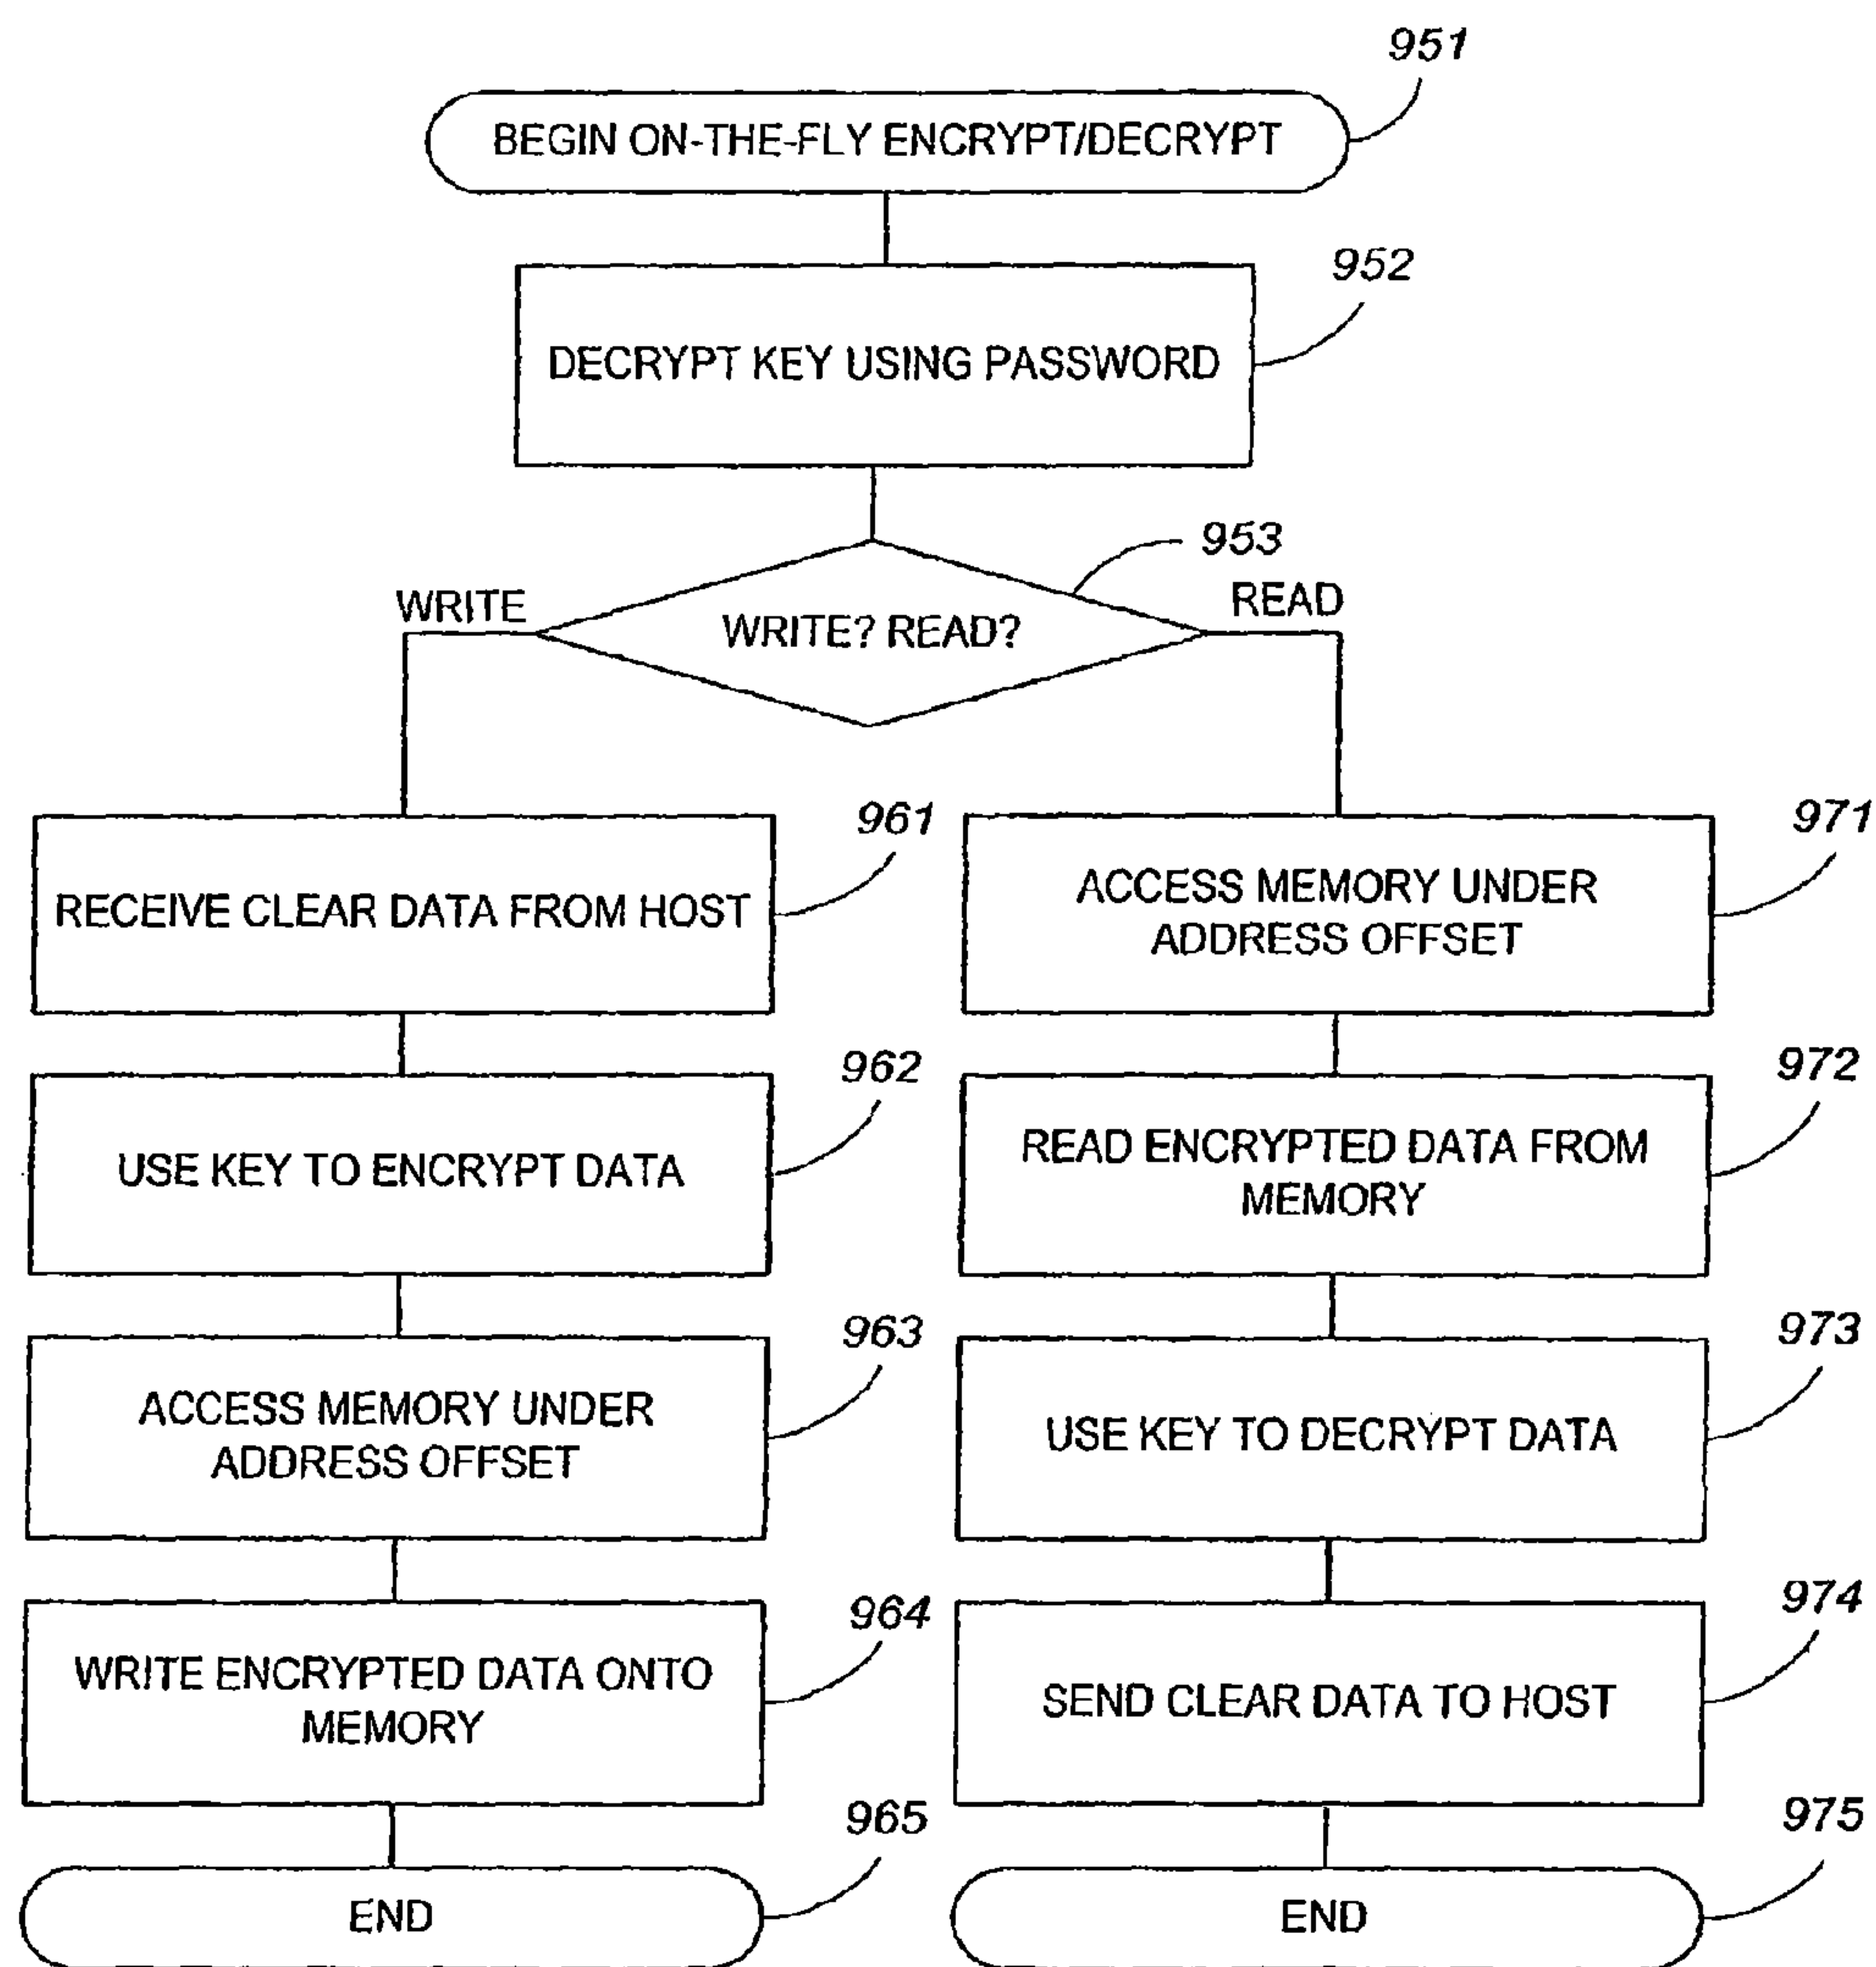 951
BEGIN ON-THE-FLY ENCRYPT/DECRYPT
952
DECRYPT KEY USING PASSWORD
953
WRITE
READ
WRITE? READ?
961
RECEIVE CLEAR DATA FROM HOST
962
USE KEY TO ENCRYPT DATA
963
ACCESS MEMORY UNDER
ADDRESS OFFSET
964
WRITE ENCRYPTED DATA ONTO
MEMORY
965
END
971
ACCESS MEMORY UNDER
ADDRESS OFFSET
972
READ ENCRYPTED DATA FROM
MEMORY
973
USE KEY TO DECRYPT DATA
974
SEND CLEAR DATA TO HOST
975
END